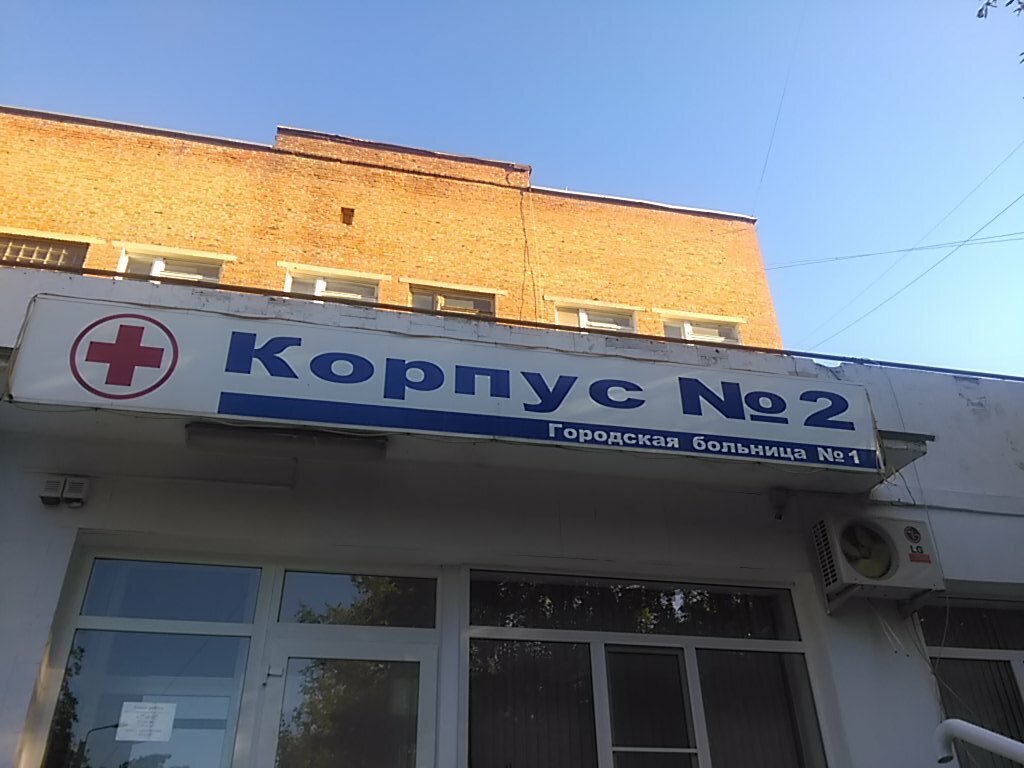 Корпус №2
Городская больница №1
LG